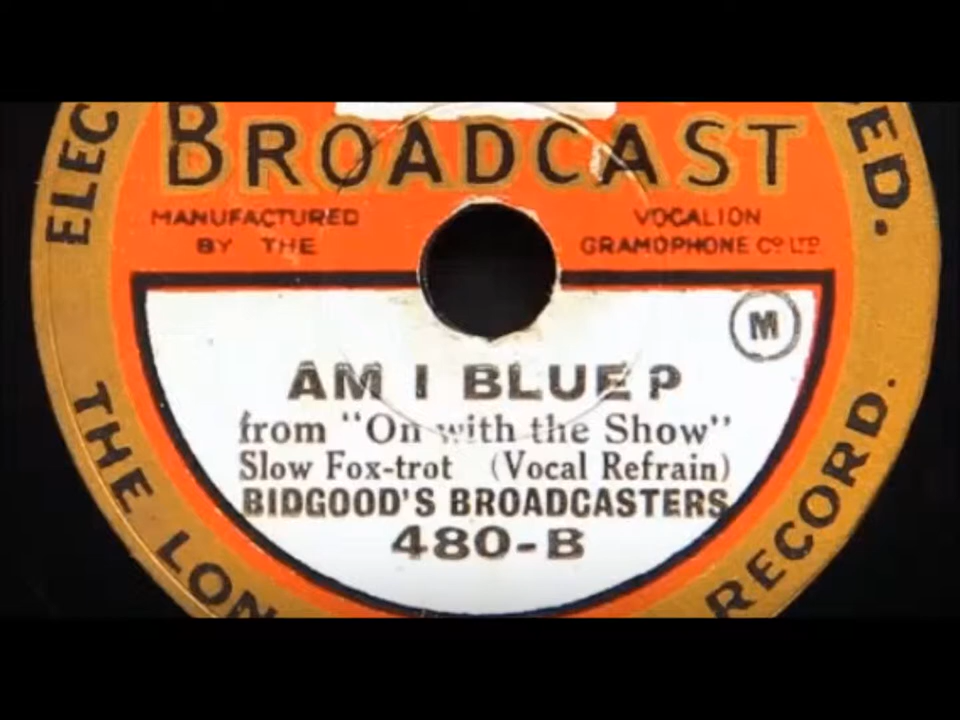 ELEC
CED.
BROADCAST
MANUFACTURED
BY THE
VOCALION
GRAMOPHONE CO LTD
M
AM I BLUE?
from "On with the Show"
Slow Fox-trot (Vocal Refrain)
BIDGOOD'S BROADCASTERS
480-B
THE LON
RECORD.